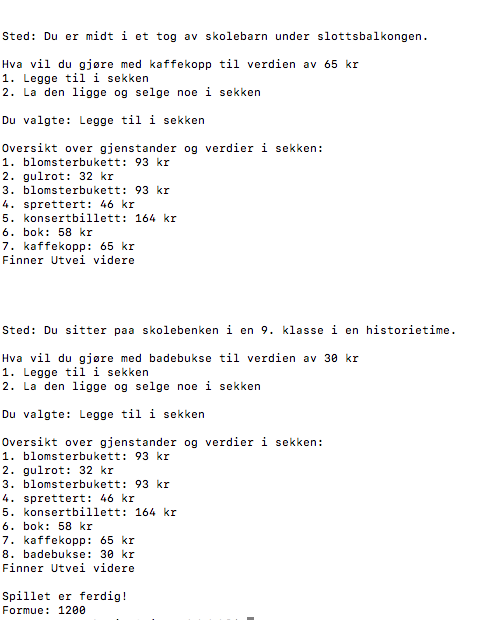 Sted: Du er midt i et tog av skolebarn under slottsbalkongen.
Hva vil du gjøre med kaffekopp til verdien av 65 kr
1. Legge til i sekken
2. La den ligge og selge noe i sekken
Du valgte: Legge til i sekken
Oversikt over gjenstander og verdier i sekken:
1. blomsterbukett: 93 kr
2. gulrot: 32 kr
3. blomsterbukett: 93 kr
4. sprettert: 46 kr
5. konsertbillett: 164 kr
6. bok: 58 kr
7. kaffekopp: 65 kr
Finner Utvei videre
Sted: Du sitter paa skolebenken i en 9. klasse i en historietime.
Hva vil du gjøre med badebukse til verdien av 30 kr
1. Legge til i sekken
2. La den ligge og selge noe i sekken
Du valgte: Legge til i sekken
Oversikt over gjenstander og verdier i sekken:
1. blomsterbukett: 93 kr
2. gulrot: 32 kr
3. blomsterbukett: 93 kr
4. sprettert: 46 kr
5. konsertbillett: 164 kr
6. bok: 58 kr
7. kaffekopp: 65 kr
8. badebukse: 30 kr
Finner Utvei videre
Spillet er ferdig!
Formue: 1200